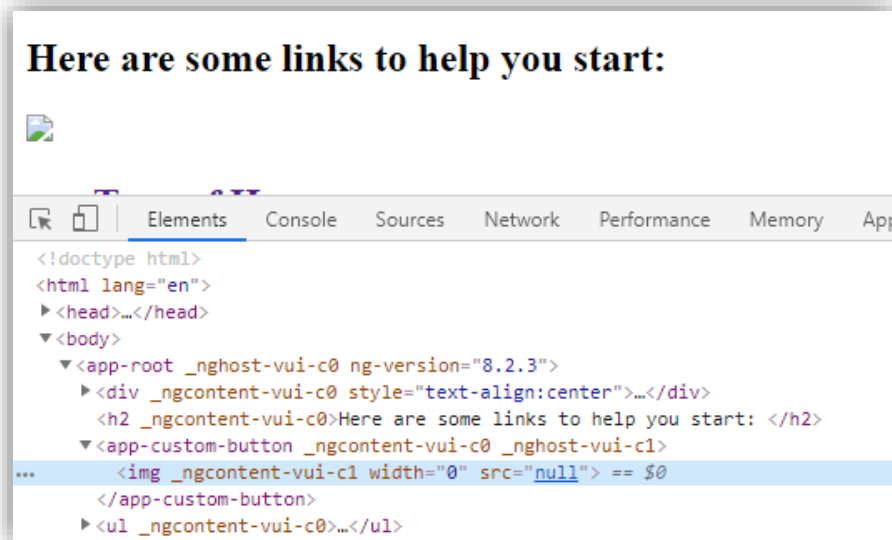 Here are some links to help you start:
Elements Console Sources Network Performance Memory
<!doctype html>
<html lang="en">
▶<head>…</head>
▼<body>
▼<app-root _nghost-vui-c0 ng-version="8.2.3">
▶<div _ngcontent-vui-c0 style="text-align:center">…</div>
<h2 _ngcontent-vui-c0>Here are some links to help you start: </h2>
▼<app-custom-button _ngcontent-vui-c0 _nghost-vui-c1>
... <img _ngcontent-vui-c1 width="0" src="null"> == $0
</app-custom-button>
▶<ul _ngcontent-vui-c0>…</ul>